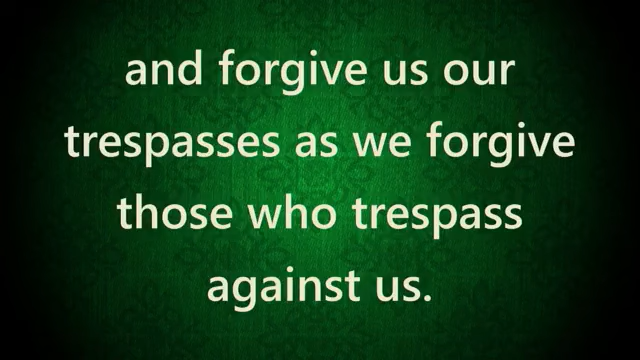 and forgive us our
trespasses as we forgive
those who trespass
against us.